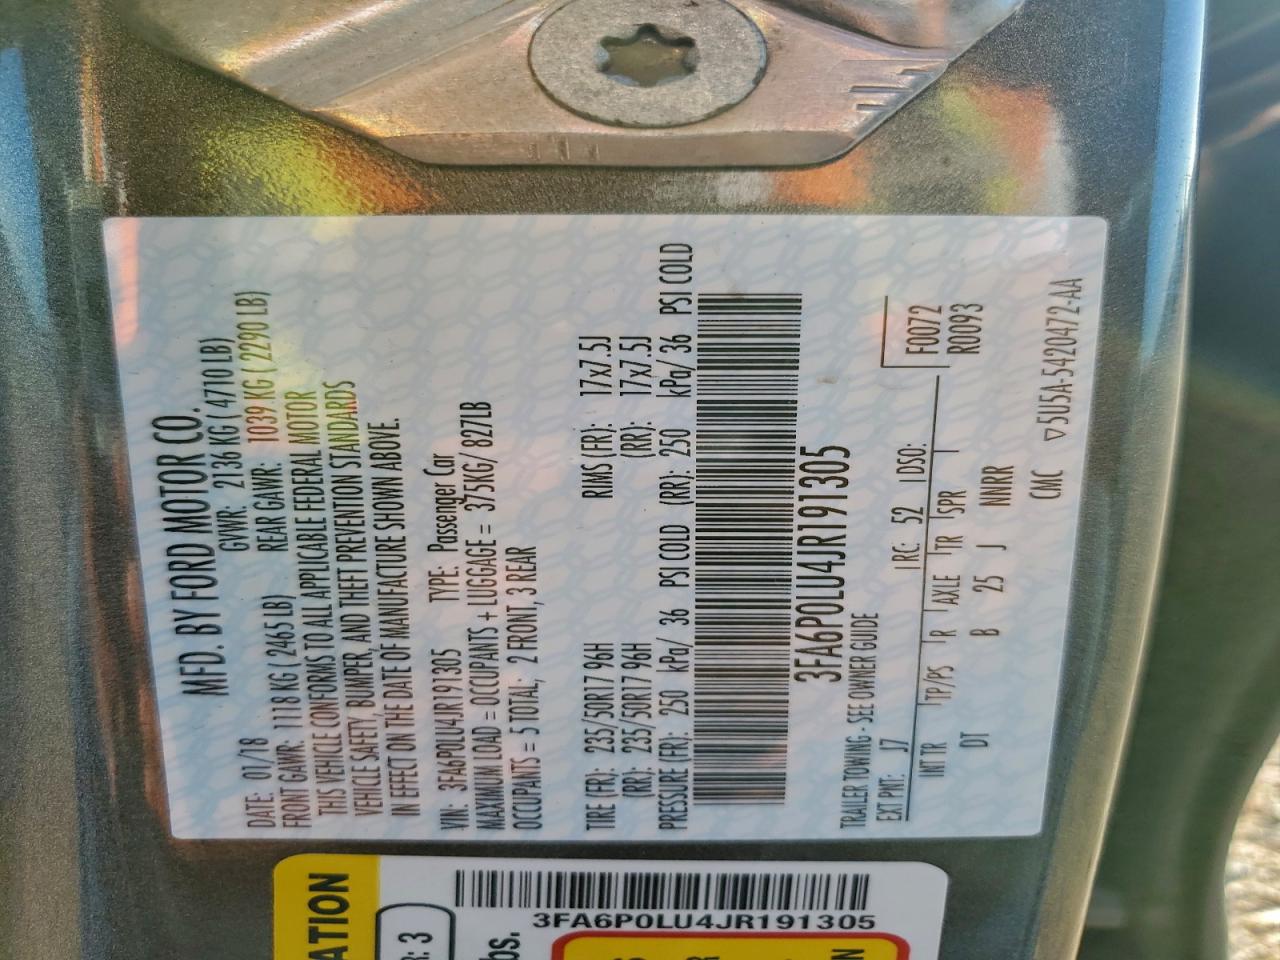 MFD. BY FORD MOTOR CO.
DATE: 01/18 GVWR: 2136 KG (4710 LB)
FRONT GAWR: 1118 KG (2465 LB) REAR GAWR: 1039 KG (2290 LB)
THIS VEHICLE CONFORMS TO ALL APPLICABLE FEDERAL MOTOR
VEHICLE SAFETY, BUMPER, AND THEFT PREVENTION STANDARDS
IN EFFECT ON THE DATE OF MANUFACTURE SHOWN ABOVE.
VIN: 3FA6P0LU4JR191305 TYPE: Passenger Car
MAXIMUM LOAD = OCCUPANTS + LUGGAGE = 375KG/ 827LB
OCCUPANTS = 5 TOTAL; 2 FRONT, 3 REAR
TIRE (FR): 235/50R17 96H RIMS (FR): 17x7.5J
(RR): 235/50R17 96H (RR): 17x7.5J
PRESSURE (FR): 250 kPa/ 36 PSI COLD (RR): 250 kPa/ 36 PSI COLD
3FA6P0LU4JR191305
TRAILER TOWING - SEE OWNER GUIDE
EXT PNT: J7 RC: 52 DSO: F0072
INT TR TP/PS R AXLE TR SPR R0093
DT B 25 J NNRR
CMC ▽5U5A-5420472-AA
3FA6P0LU4JR191305